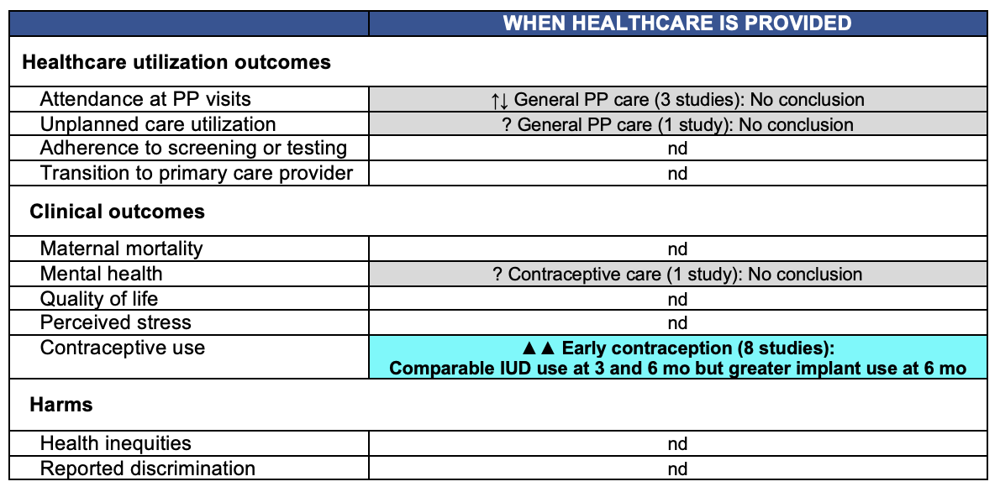 WHEN HEALTHCARE IS PROVIDED
Healthcare utilization outcomes
Attendance at PP visits ↑↓ General PP care (3 studies): No conclusion
Unplanned care utilization ? General PP care (1 study): No conclusion
Adherence to screening or testing nd
Transition to primary care provider nd
Clinical outcomes
Maternal mortality nd
Mental health ? Contraceptive care (1 study): No conclusion
Quality of life nd
Perceived stress nd
Contraceptive use ▲▲ Early contraception (8 studies):
Comparable IUD use at 3 and 6 mo but greater implant use at 6 mo
Harms
Health inequities nd
Reported discrimination nd